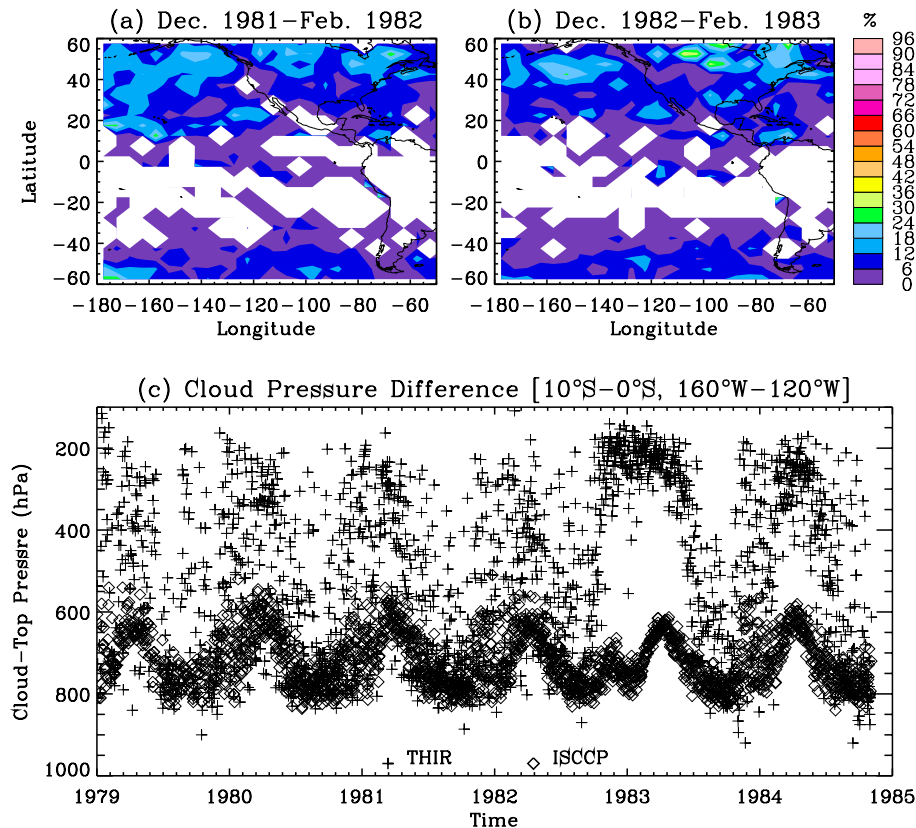 (a) Dec. 1981−Feb. 1982
(b) Dec. 1982−Feb. 1983
%
60
40
20
0
−20
−40
−60
Latitude
−180−160−140−120−100 −80 −60
Longitude
60
40
20
0
−20
−40
−60
−180−160−140−120−100 −80 −60
Longitutde
96
90
84
78
72
66
60
54
48
42
36
30
24
18
12
6
0
(c) Cloud Pressure Difference [10°S−0°S, 160°W−120°W]
200
400
600
800
1000
Cloud−Top Pressre (hPa)
THIR
ISCCP
1979 1980 1981 1982 1983 1984 1985
Time